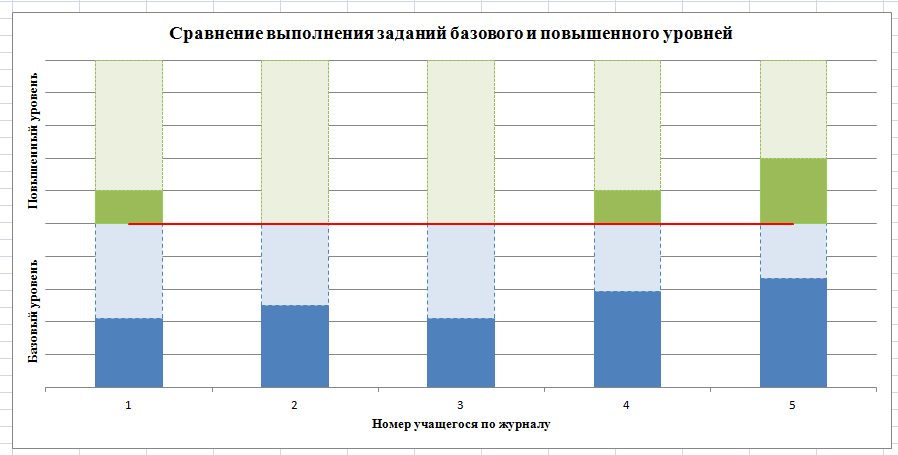 Сравнение выполнения заданий базового и повышенного уровней
Повышенный уровень
Базовый уровень
1 2 3 4 5
Номер учащегося по журналу